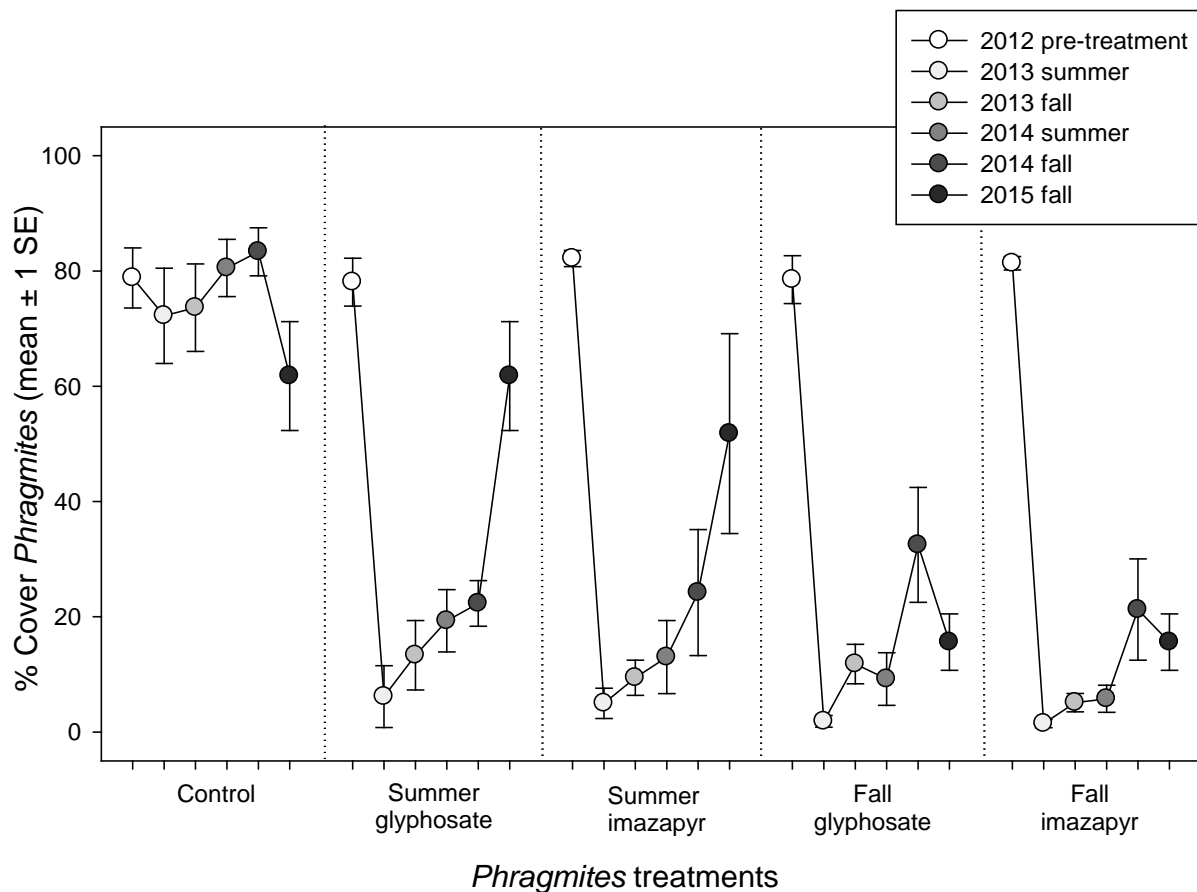 2012 pre-treatment
2013 summer
2013 fall
2014 summer
2014 fall
2015 fall
% Cover Phragmites (mean ± 1 SE)
100
80
60
40
20
0
Control
Summer
glyphosate
Summer
imazapyr
Fall
glyphosate
Fall
imazapyr
Phragmites treatments